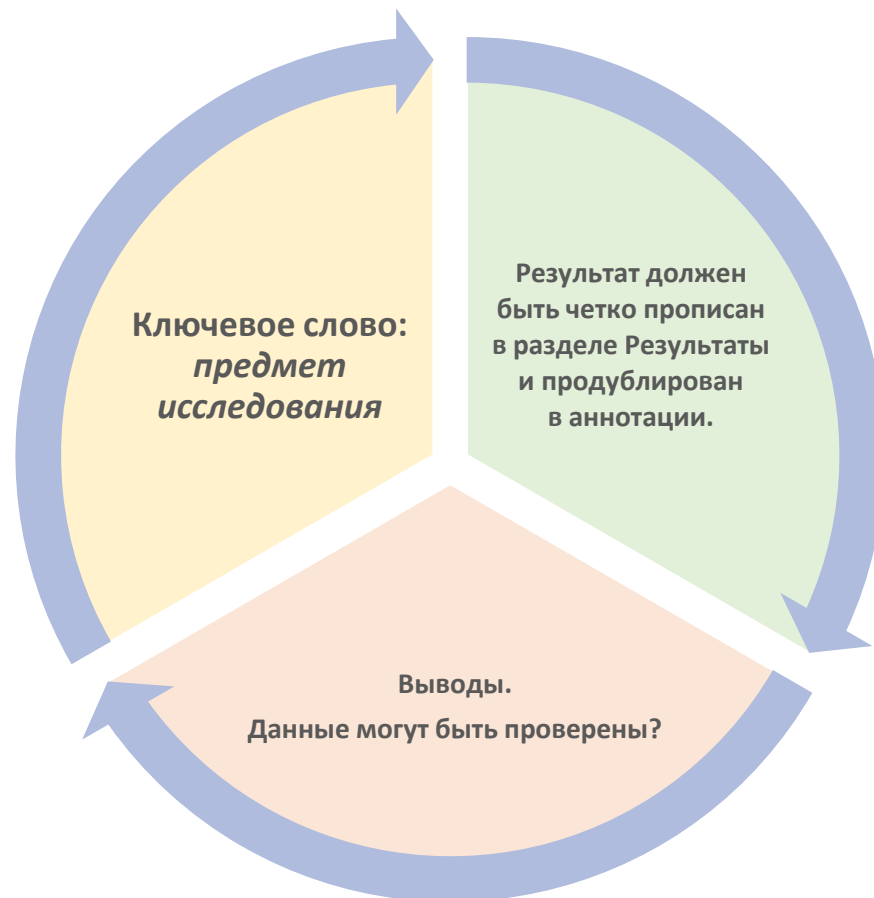 Ключевое слово:
предмет
исследования
Результат должен
быть четко прописан
в разделе Результаты
и продублирован
в аннотации.
Выводы.
Данные могут быть проверены?